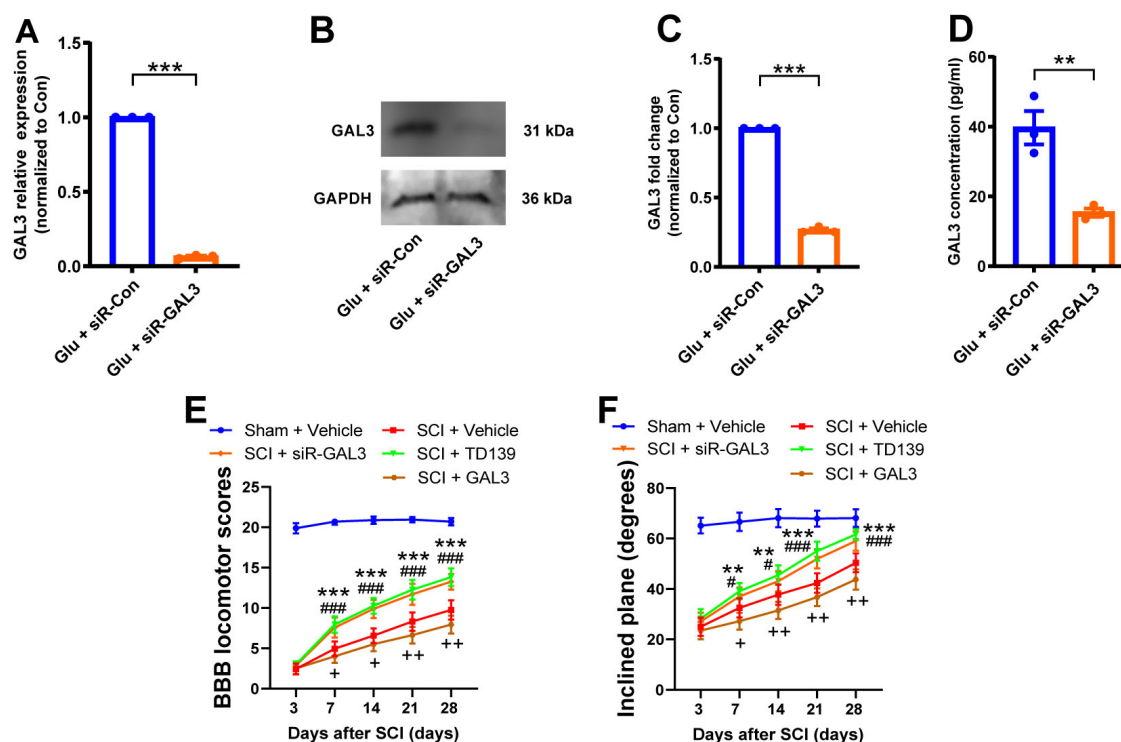 A
GAL3 relative expression
(normalized to Con)
1.5
1.0
0.5
0.0
***
Glu + siR-Con
Glu + siR-GAL3
B
GAL3
31 kDa
GAPDH
36 kDa
Glu + siR-Con
Glu + siR-GAL3
C
GAL3 fold change
(normalized to Con)
1.5
1.0
0.5
0.0
***
Glu + siR-Con
Glu + siR-GAL3
D
GAL3 concentration (pg/ml)
60
40
20
0
**
Glu + siR-Con
Glu + siR-GAL3
E
Sham + Vehicle
SCI + Vehicle
SCI + siR-GAL3
SCI + TD139
SCI + GAL3
BBB locomotor scores
25
20
15
10
5
0
***
###
***
###
***
###
***
###
+
+
++
++
3 7 14 21 28
Days after SCI (days)
F
Sham + Vehicle
SCI + Vehicle
SCI + siR-GAL3
SCI + TD139
SCI + GAL3
Inclined plane (degrees)
80
60
40
20
0
**
#
**
#
***
###
***
###
+
++
++
++
3 7 14 21 28
Days after SCI (days)